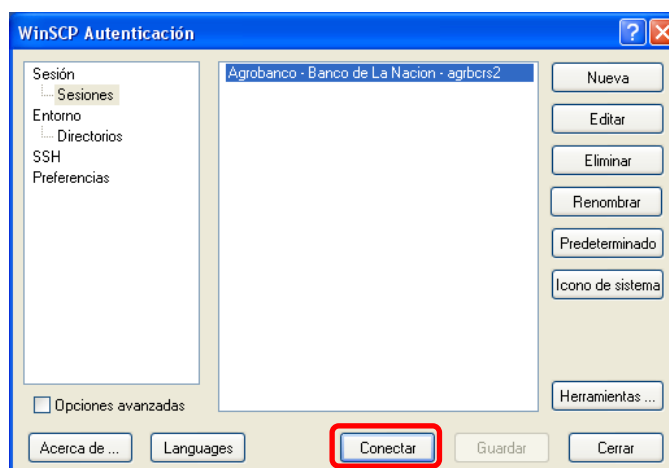 WinSCP Autenticación
Sesión
Sesiones
Entorno
Directorios
SSH
Preferencias
Opciones avanzadas
Agrobanco - Banco de La Nacion - agrbcrs2
Nueva
Editar
Eliminar
Renombrar
Predeterminado
Icono de sistema
Herramientas ...
Acerca de ... Languages Conectar Guardar Cerrar